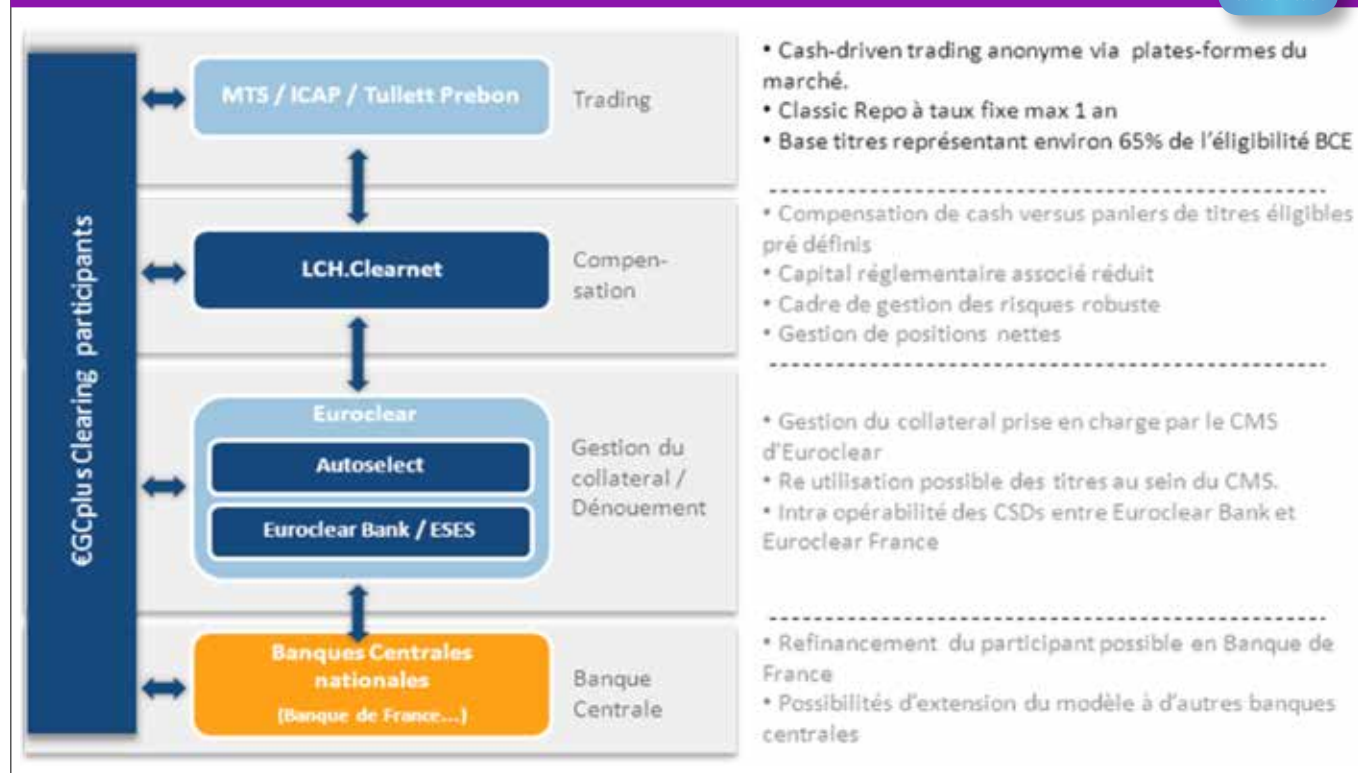 €GCplus Clearing participants
MTS / ICAP / Tullett Prebon
Trading
• Cash-driven trading anonyme via plates-formes du
marché.
• Classic Repo à taux fixe max 1 an
• Base titres représentant environ 65% de l'éligibilité BCE
LCH.Clearnet
Compen-
sation
• Compensation de cash versus paniers de titres éligibles
pré définis
• Capital réglementaire associé réduit
• Cadre de gestion des risques robuste
• Gestion de positions nettes
Euroclear
Autoselect
Euroclear Bank / ESES
Gestion du
collateral /
Dénouement
• Gestion du collateral prise en charge par le CMS
d'Euroclear
• Re utilisation possible des titres au sein du CMS.
• Intra opérabilité des CSDs entre Euroclear Bank et
Euroclear France
Banques Centrales
nationales
(Banque de France...)
Banque
Centrale
• Refinancement du participant possible en Banque de
France
• Possibilités d'extension du modèle à d'autres banques
centrales